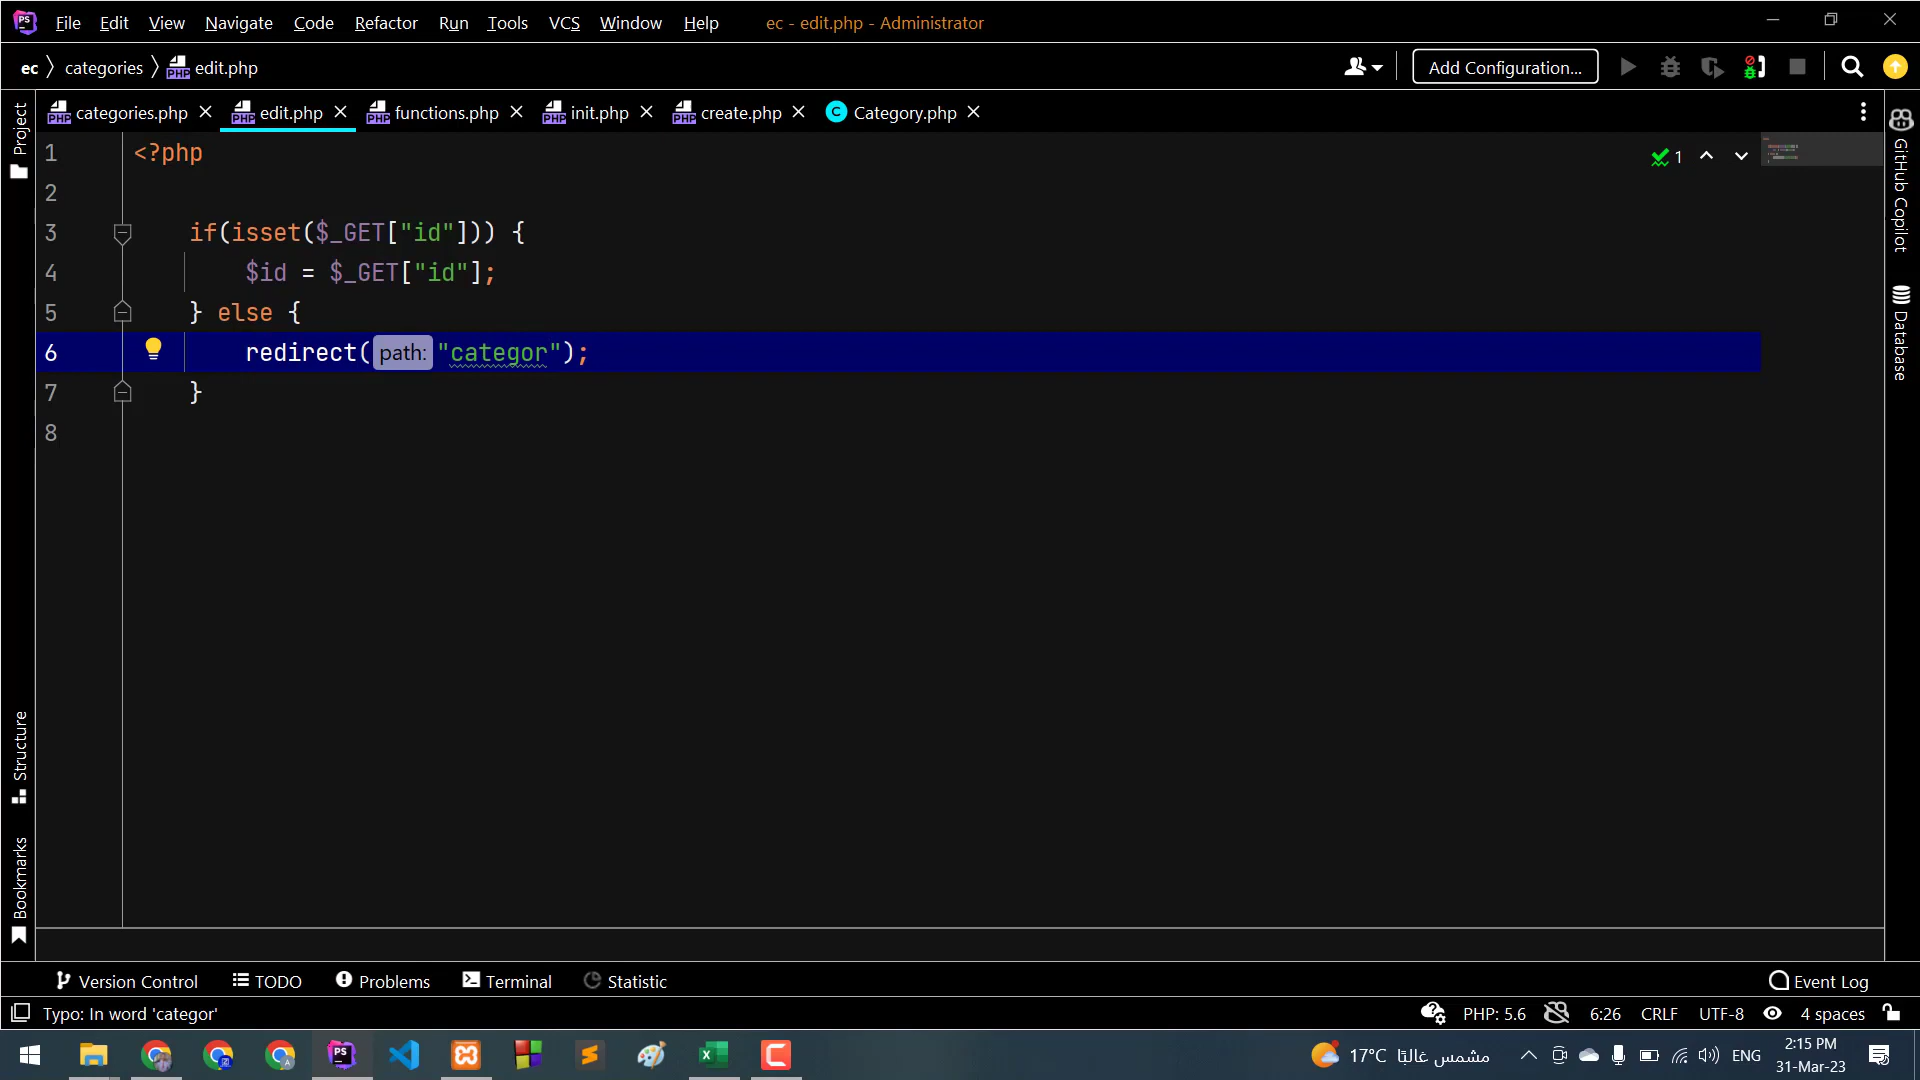 File Edit View Navigate Code Refactor Run Tools VCS Window Help ec - edit.php - Administrator
ec categories edit.php Add Configuration...
categories.php edit.php functions.php init.php create.php Category.php
1 <?php
2
3 if(isset($_GET["id"])) {
4 $id = $_GET["id"];
5 } else {
6 redirect( path: "categor");
7 }
8
1
Project
Structure
Bookmarks
GitHub Copilot
Database
Version Control TODO Problems Terminal Statistic Event Log
Typo: In word 'categor' PHP: 5.6 6:26 CRLF UTF-8 4 spaces
17°C مشمس غالبًا ENG 2:15 PM
31-Mar-23